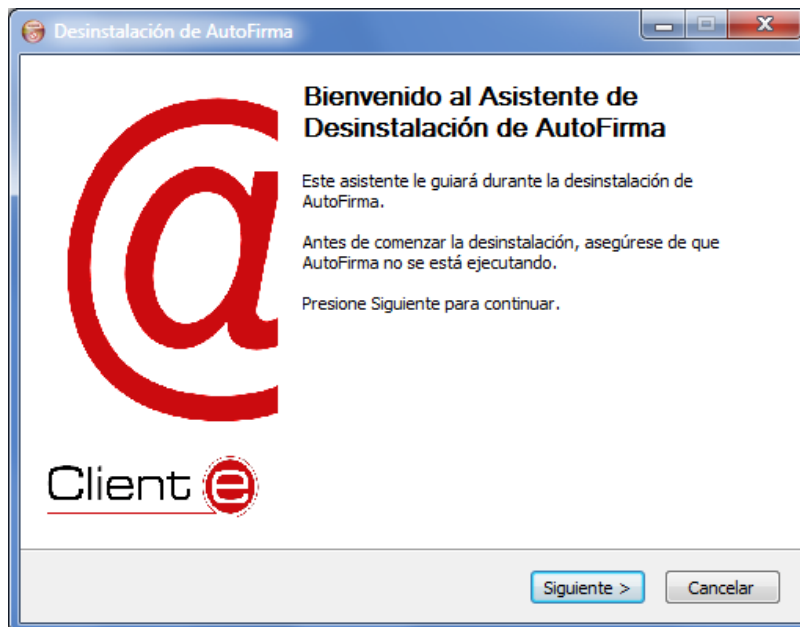 Desinstalación de AutoFirma
Bienvenido al Asistente de
Desinstalación de AutoFirma
Este asistente le guiará durante la desinstalación de
AutoFirma.
Antes de comenzar la desinstalación, asegúrese de que
AutoFirma no se está ejecutando.
Presione Siguiente para continuar.
@
Client e
Siguiente >
Cancelar